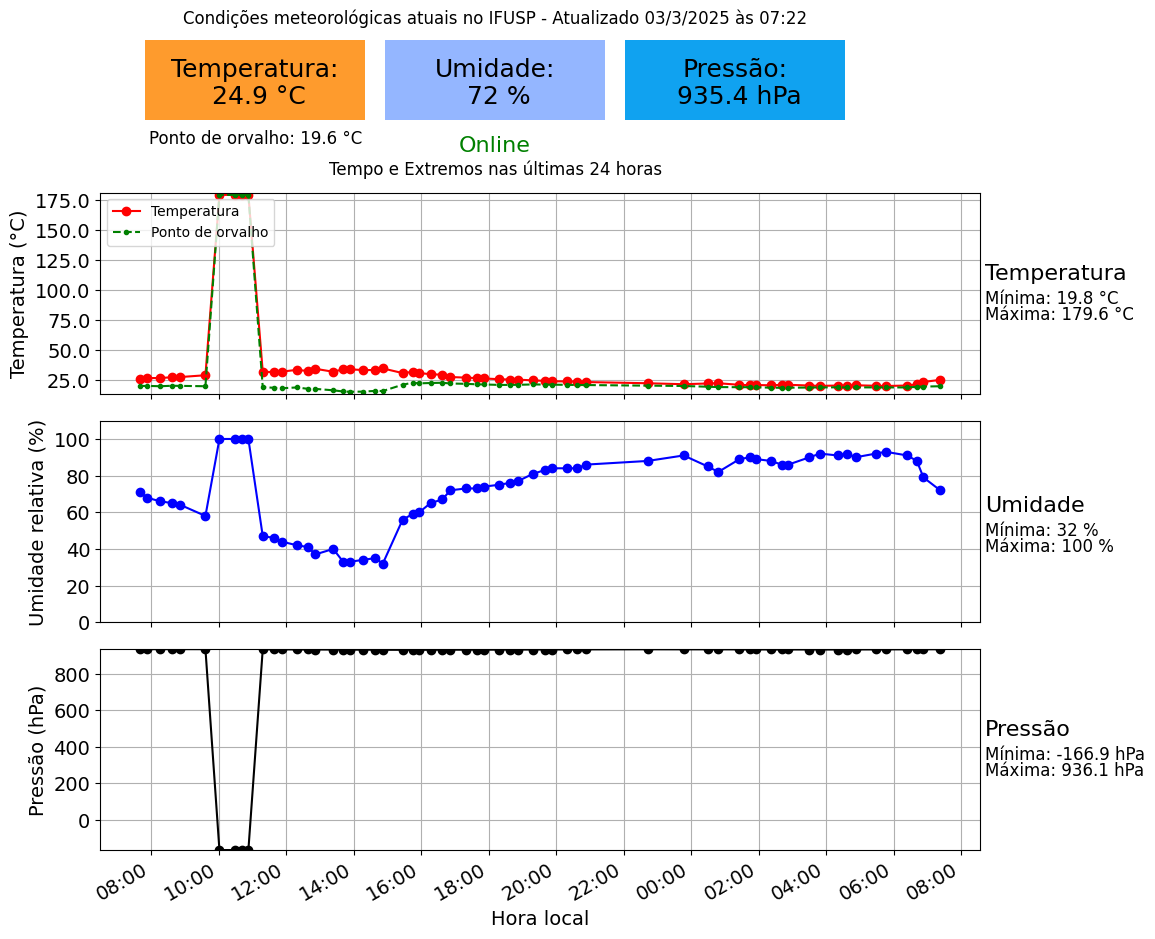 Condições meteorológicas atuais no IFUSP - Atualizado 03/3/2025 às 07:22
Temperatura:
24.9 °C
Umidade:
72 %
Pressão:
935.4 hPa
Ponto de orvalho: 19.6 °C
Online
Tempo e Extremos nas últimas 24 horas
Temperatura (°C)
175.0
150.0
125.0
100.0
75.0
50.0
25.0
Temperatura
Ponto de orvalho
Temperatura
Mínima: 19.8 °C
Máxima: 179.6 °C
Umidade relativa (%)
100
80
60
40
20
0
Umidade
Mínima: 32 %
Máxima: 100 %
Pressão (hPa)
800
600
400
200
0
Pressão
Mínima: -166.9 hPa
Máxima: 936.1 hPa
08:00
10:00
12:00
14:00
16:00
18:00
20:00
22:00
00:00
02:00
04:00
06:00
08:00
Hora local